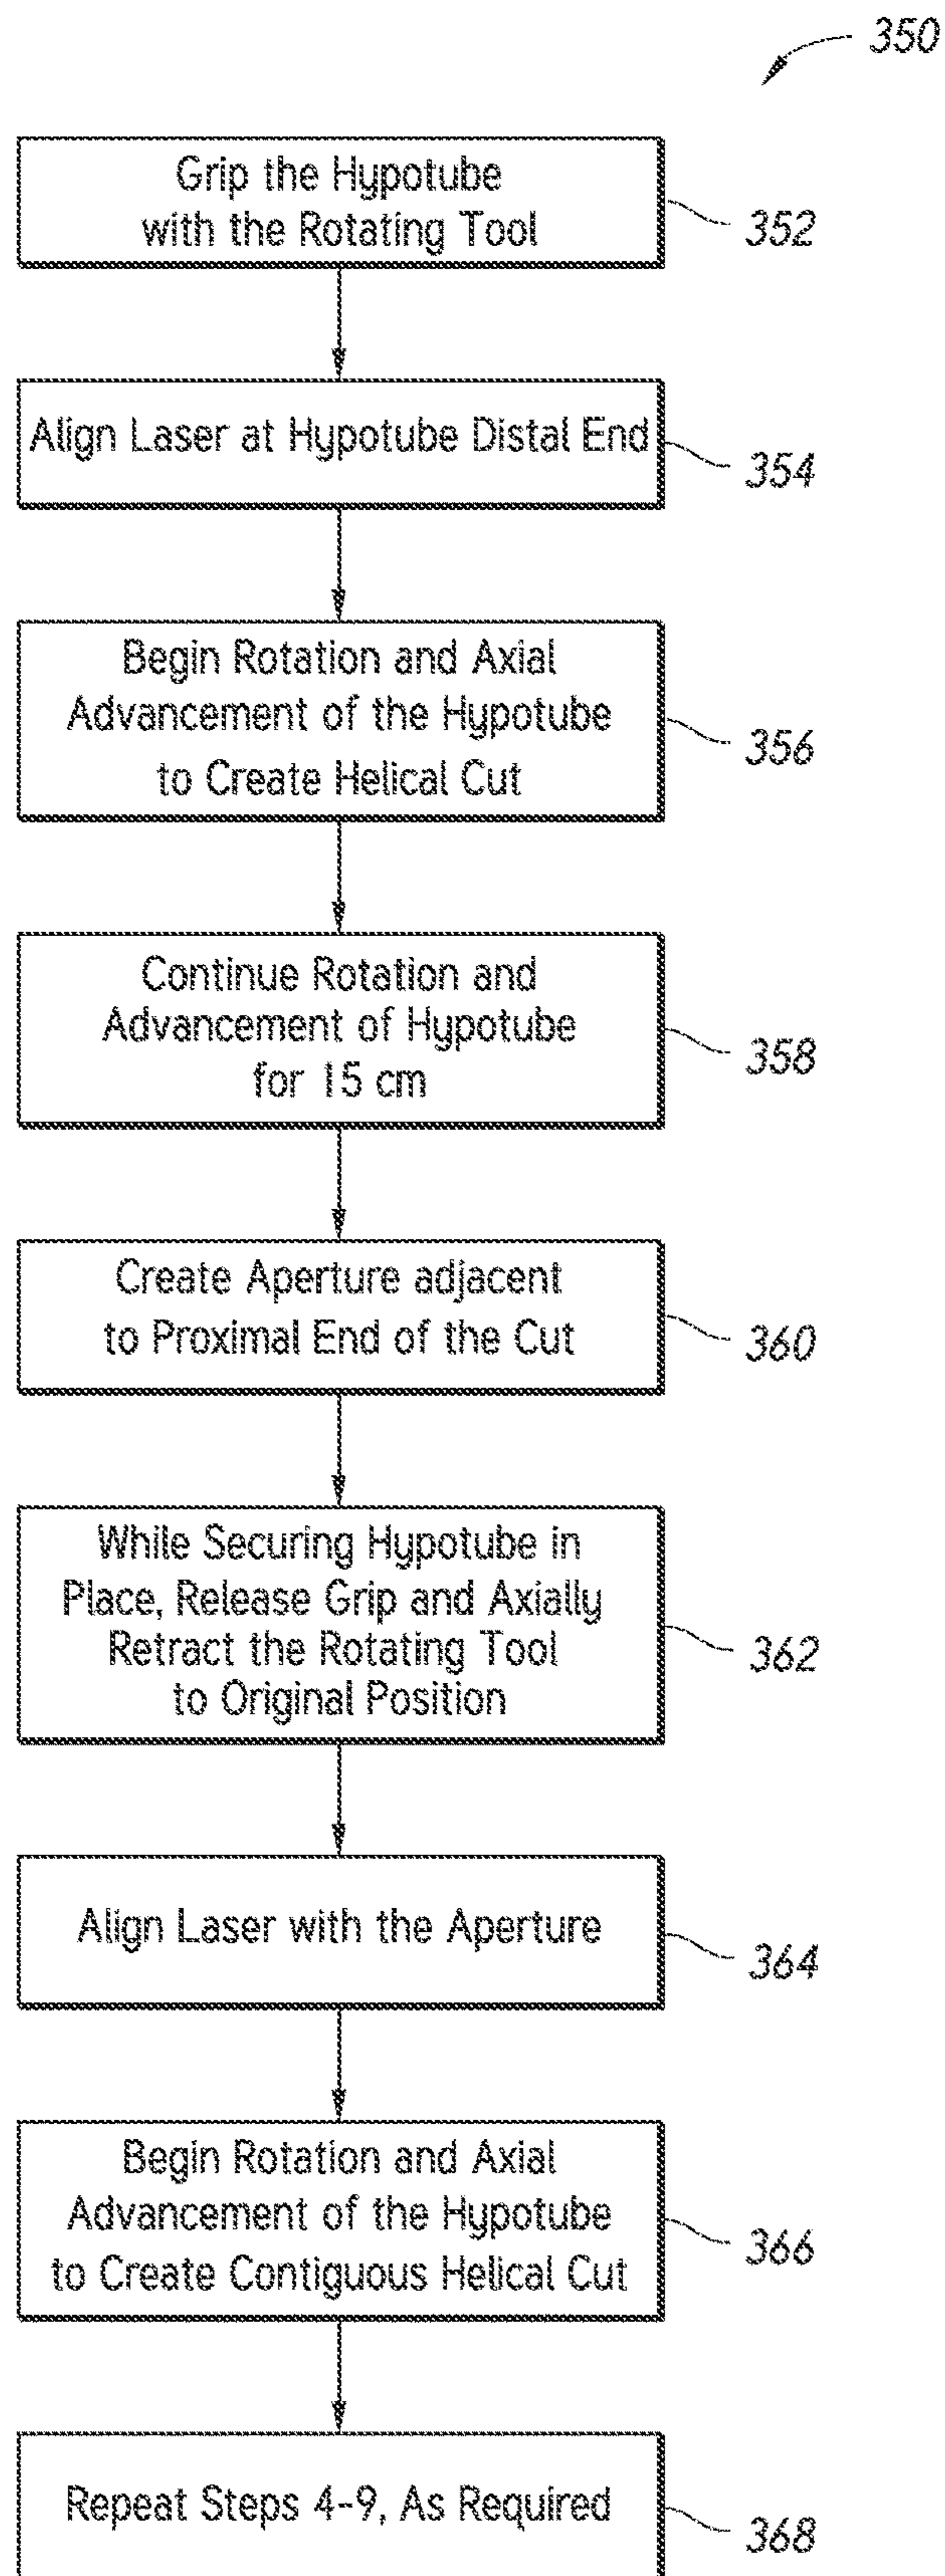 350
Grip the Hypotube
with the Rotating Tool
352
Align Laser at Hypotube Distal End
354
Begin Rotation and Axial
Advancement of the Hypotube
to Create Helical Cut
356
Continue Rotation and
Advancement of Hypotube
for 15 cm
358
Create Aperture adjacent
to Proximal End of the Cut
360
While Securing Hypotube in
Place, Release Grip and Axially
Retract the Rotating Tool
to Original Position
362
Align Laser with the Aperture
364
Begin Rotation and Axial
Advancement of the Hypotube
to Create Contiguous Helical Cut
366
Repeat Steps 4-9, As Required
368